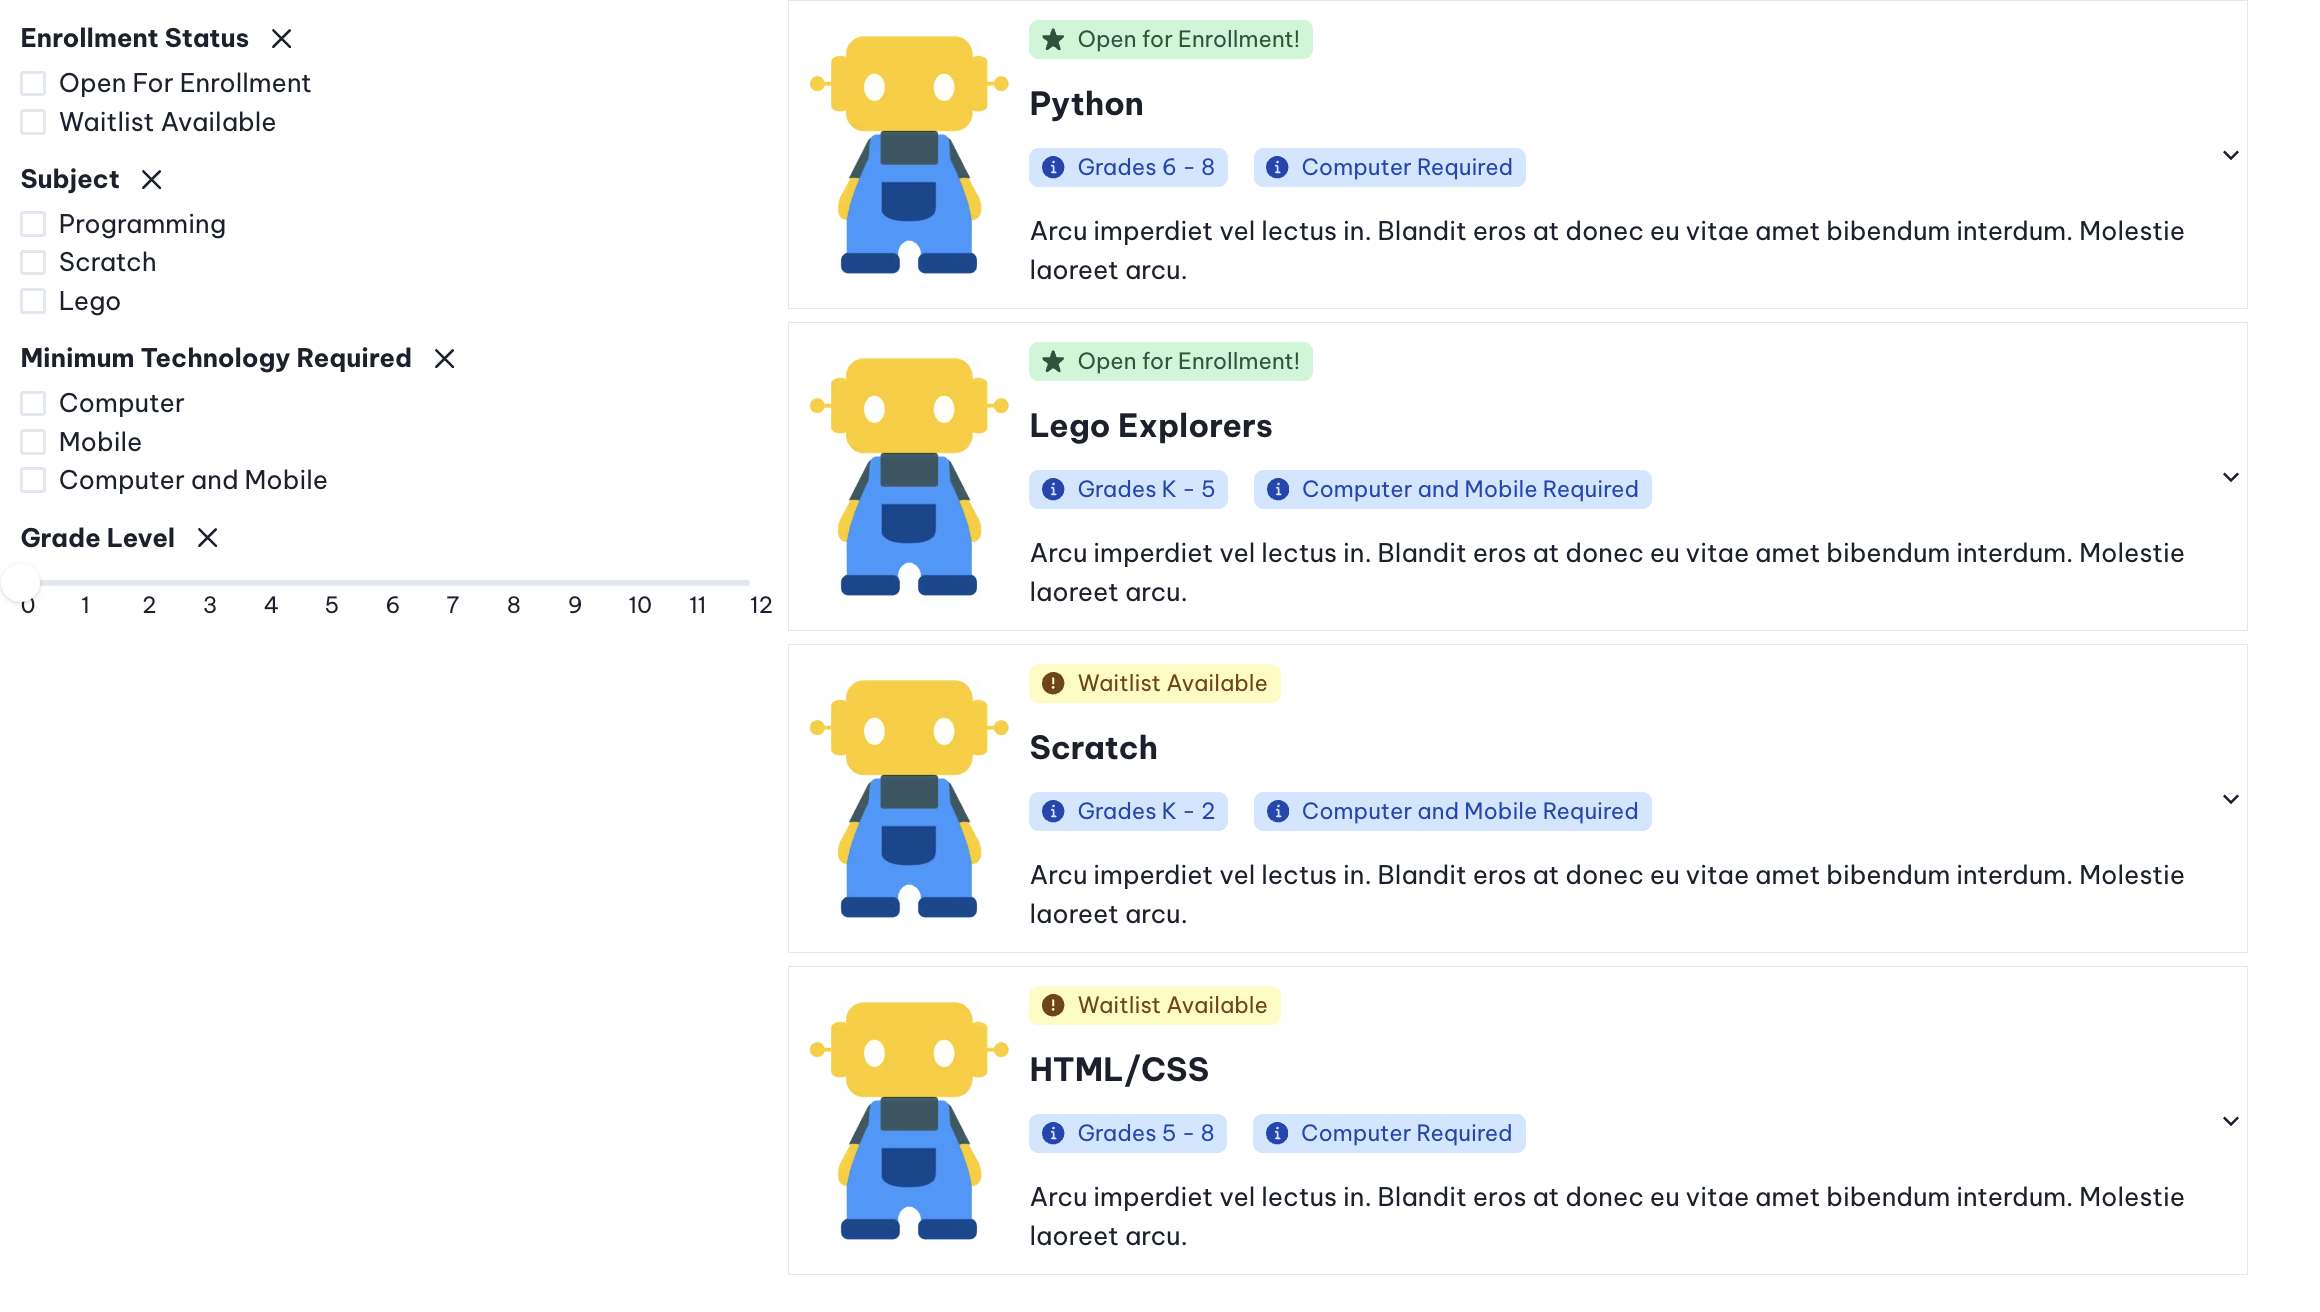 Enrollment Status
Open For Enrollment
Waitlist Available
Subject
Programming
Scratch
Lego
Minimum Technology Required
Computer
Mobile
Computer and Mobile
Grade Level
0 1 2 3 4 5 6 7 8 9 10 11 12
Open for Enrollment!
Python
Grades 6 - 8 Computer Required
Arcu imperdiet vel lectus in. Blandit eros at donec eu vitae amet bibendum interdum. Molestie
laoreet arcu.
Open for Enrollment!
Lego Explorers
Grades K - 5 Computer and Mobile Required
Arcu imperdiet vel lectus in. Blandit eros at donec eu vitae amet bibendum interdum. Molestie
laoreet arcu.
Waitlist Available
Scratch
Grades K - 2 Computer and Mobile Required
Arcu imperdiet vel lectus in. Blandit eros at donec eu vitae amet bibendum interdum. Molestie
laoreet arcu.
Waitlist Available
HTML/CSS
Grades 5 - 8 Computer Required
Arcu imperdiet vel lectus in. Blandit eros at donec eu vitae amet bibendum interdum. Molestie
laoreet arcu.